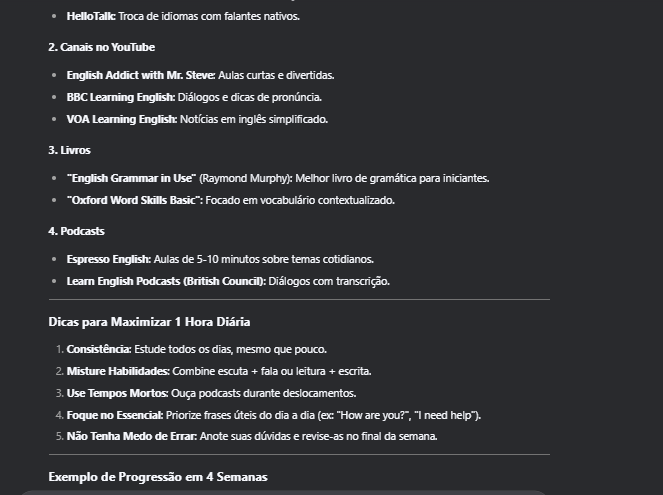 HelloTalk: Troca de idiomas com falantes nativos.
2. Canais no YouTube
English Addict with Mr. Steve: Aulas curtas e divertidas.
BBC Learning English: Diálogos e dicas de pronúncia.
VOA Learning English: Notícias em inglês simplificado.
3. Livros
"English Grammar in Use" (Raymond Murphy): Melhor livro de gramática para iniciantes.
"Oxford Word Skills Basic": Focado em vocabulário contextualizado.
4. Podcasts
Espresso English: Aulas de 5-10 minutos sobre temas cotidianos.
Learn English Podcasts (British Council): Diálogos com transcrição.
Dicas para Maximizar 1 Hora Diária
1. Consistência: Estude todos os dias, mesmo que pouco.
2. Misture Habilidades: Combine escuta + fala ou leitura + escrita.
3. Use Tempos Mortos: Ouça podcasts durante deslocamentos.
4. Foque no Essencial: Priorize frases úteis do dia a dia (ex: "How are you?", "I need help").
5. Não Tenha Medo de Errar: Anote suas dúvidas e revise-as no final da semana.
Exemplo de Progressão em 4 Semanas